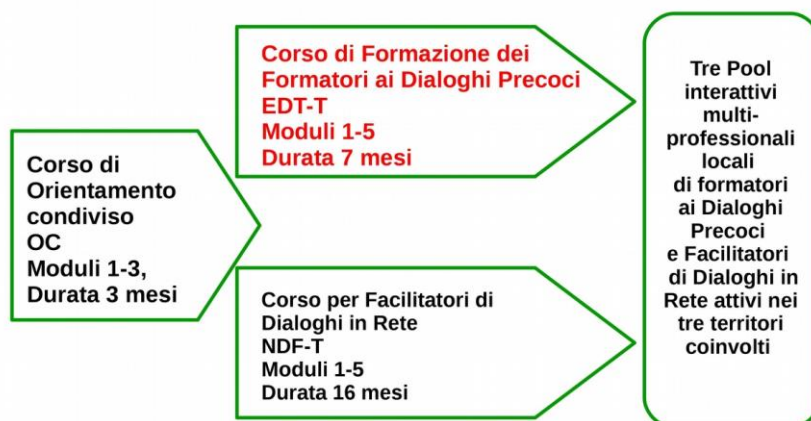 Corso di
Orientamento
condiviso
OC
Moduli 1-3,
Durata 3 mesi
Corso di Formazione dei
Formatori ai Dialoghi Precoci
EDT-T
Moduli 1-5
Durata 7 mesi
Corso per Facilitatori di
Dialoghi in Rete
NDF-T
Moduli 1-5
Durata 16 mesi
Tre Pool
interattivi
multi-
professionali
locali
di formatori
ai Dialoghi
Precoci
e Facilitatori
di Dialoghi in
Rete attivi nei
tre territori
coinvolti